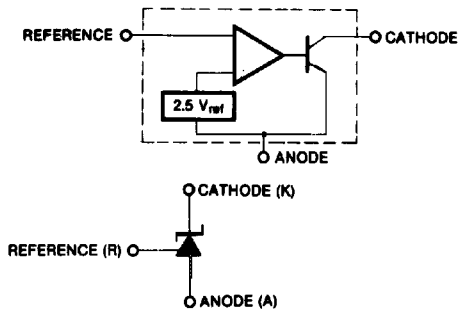 REFERENCE
CATHODE
2.5 Vref
ANODE
CATHODE (K)
REFERENCE (R)
ANODE (A)